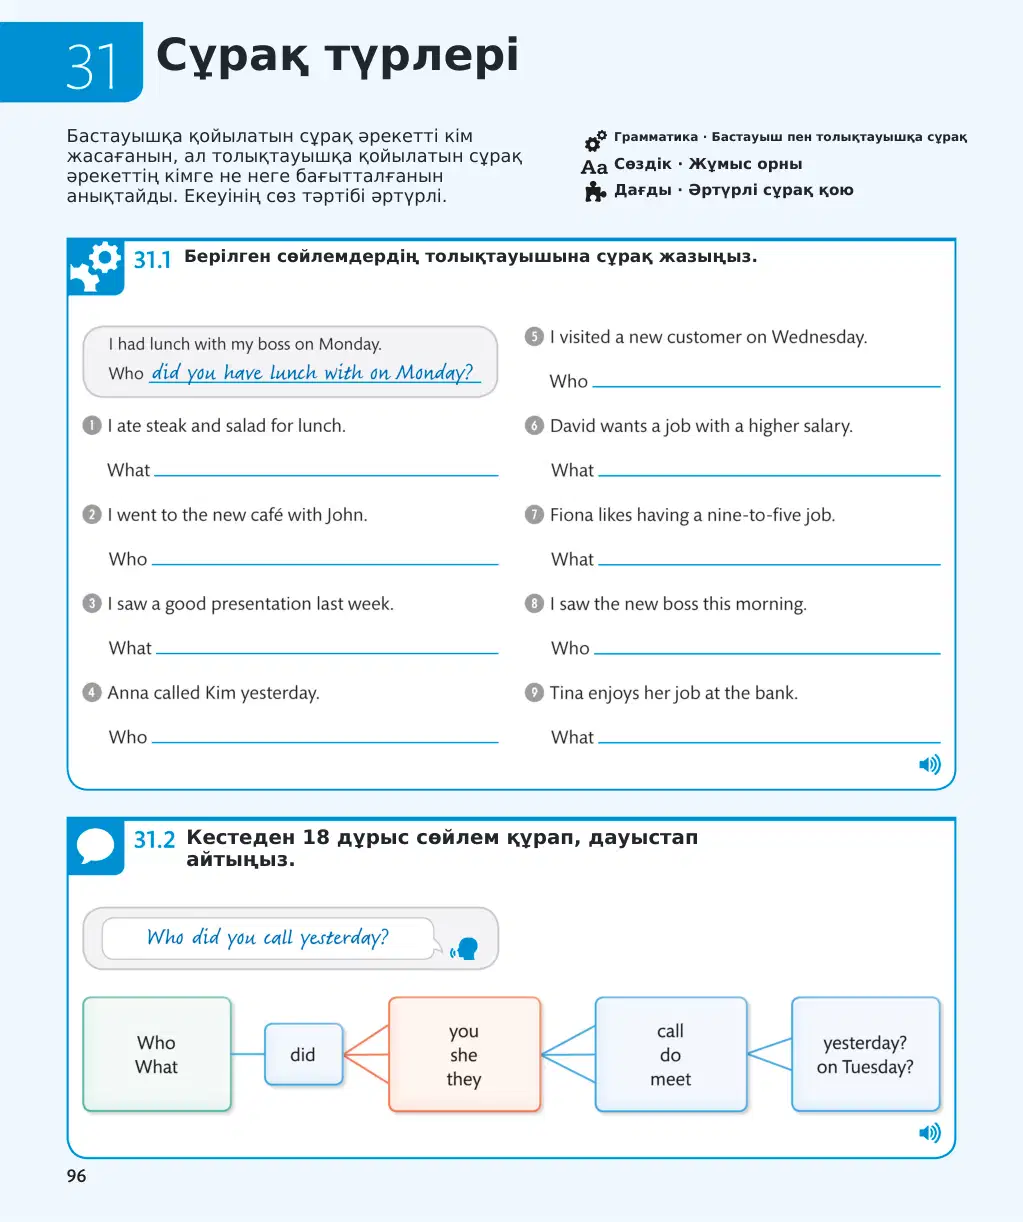 31
Сұрақ түрлері
Бастауышқа қойылатын сұрақ әрекетті кім
жасағанын, ал толықтауышқа қойылатын сұрақ
әрекеттің кімге не неге бағытталғанын
анықтайды. Екеуінің сөз тәртібі әртүрлі.
Грамматика · Бастауыш пен толықтауышқа сұрақ
Aa Сөздік · Жұмыс орны
Дағды · Әртүрлі сұрақ қою
31.1 Берілген сөйлемдердің толықтауышына сұрақ жазыңыз.
I had lunch with my boss on Monday.
Who did you have lunch with on Monday?
1 I ate steak and salad for lunch.
What
2 I went to the new café with John.
Who
3 I saw a good presentation last week.
What
4 Anna called Kim yesterday.
Who
5 I visited a new customer on Wednesday.
Who
6 David wants a job with a higher salary.
What
7 Fiona likes having a nine-to-five job.
What
8 I saw the new boss this morning.
Who
9 Tina enjoys her job at the bank.
What
31.2 Кестеден 18 дұрыс сөйлем құрап, дауыстап
айтыңыз.
Who did you call yesterday?
Who
What
did
you
she
they
call
do
meet
yesterday?
on Tuesday?
96